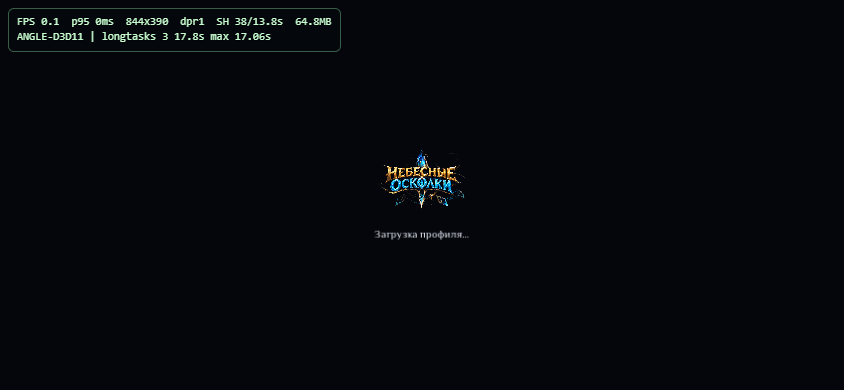 FPS 0.1 p95 0ms 844x390 dpr1 SH 38/13.8s 64.8MB
ANGLE-D3D11 | longtasks 3 17.8s max 17.06s
НЕБЕСНЫЕ
ОСКОЛКИ
Загрузка профиля...